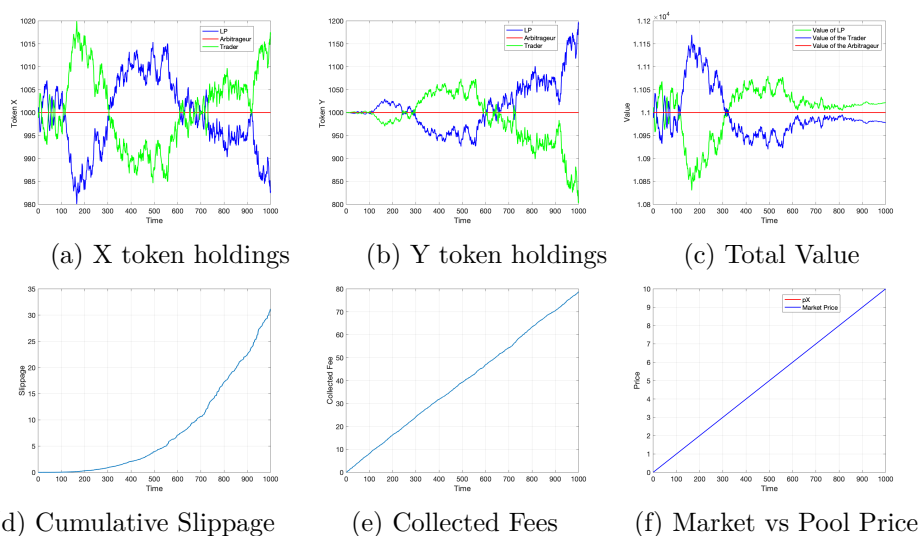 1020
1015
1010
1005
1000
995
990
985
980
Token X
LP
Arbitrageur
Trader
0 100 200 300 400 500 600 700 800 900 1000
Time
(a) X token holdings
1200
1150
1100
1050
1000
950
900
850
800
Token Y
LP
Arbitrageur
Trader
0 100 200 300 400 500 600 700 800 900 1000
Time
(b) Y token holdings
×10⁴
1.12
1.115
1.11
1.105
1.1
1.095
1.09
1.085
1.08
Value
Value of LP
Value of the Trader
Value of the Arbitrageur
0 100 200 300 400 500 600 700 800 900 1000
Time
(c) Total Value
35
30
25
20
15
10
5
0
Slippage
0 100 200 300 400 500 600 700 800 900 1000
Time
d) Cumulative Slippage
80
70
60
50
40
30
20
10
0
Collected Fee
0 100 200 300 400 500 600 700 800 900 1000
Time
(e) Collected Fees
10
9
8
7
6
5
4
3
2
1
0
Price
pX
Market Price
0 100 200 300 400 500 600 700 800 900 1000
Time
(f) Market vs Pool Price